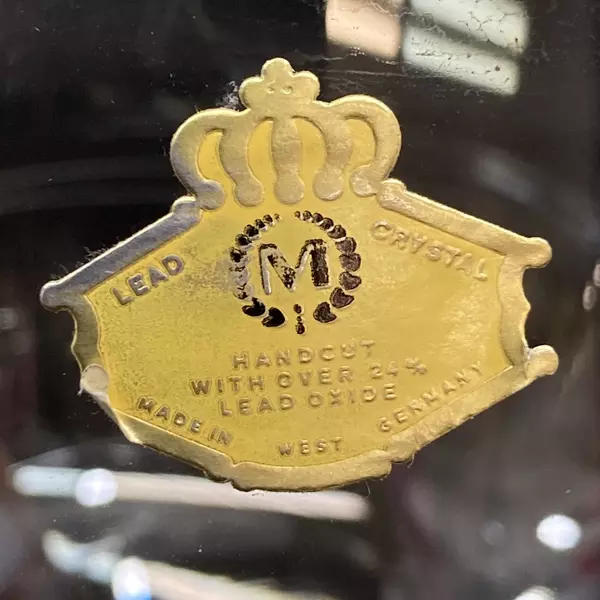 LEAD CRYSTAL
M
HANDCUT
WITH OVER 24%
LEAD OXIDE
MADE IN WEST GERMANY